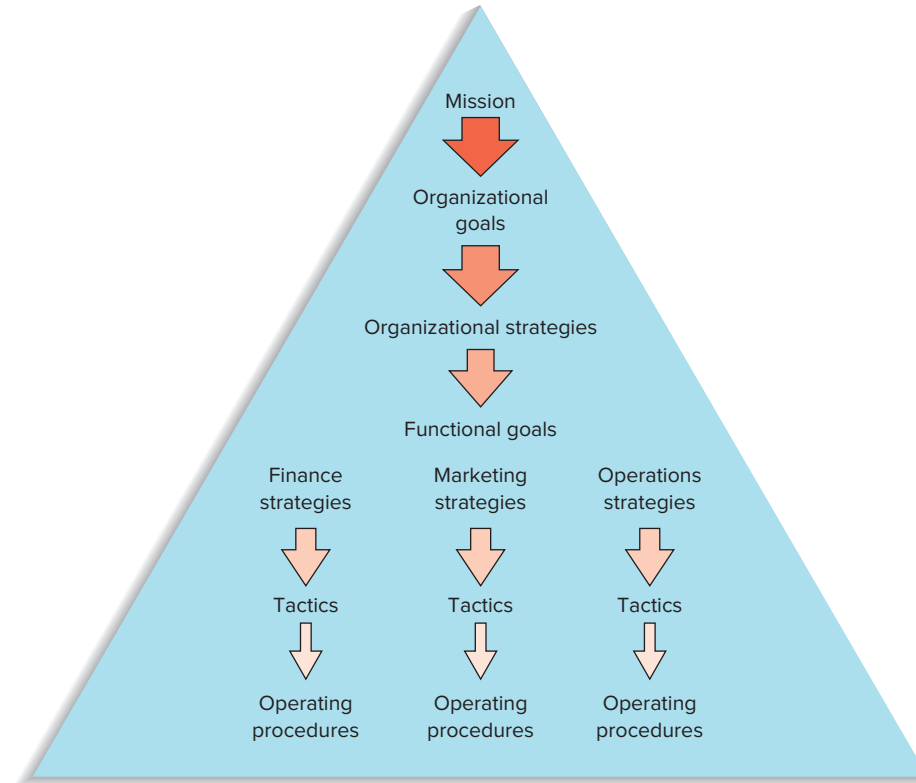 Mission
Organizational
goals
Organizational strategies
Functional goals
Finance
strategies
Marketing
strategies
Operations
strategies
Tactics
Tactics
Tactics
Operating
procedures
Operating
procedures
Operating
procedures